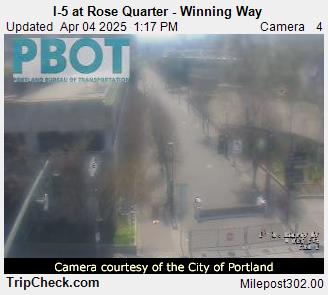 I-5 at Rose Quarter - Winning Way
Updated Apr 04 2025 1:17 PM Camera 4
PBOT
PORTLAND BUREAU OF TRANSPORTATION
Camera courtesy of the City of Portland
TripCheck.com Milepost302.00